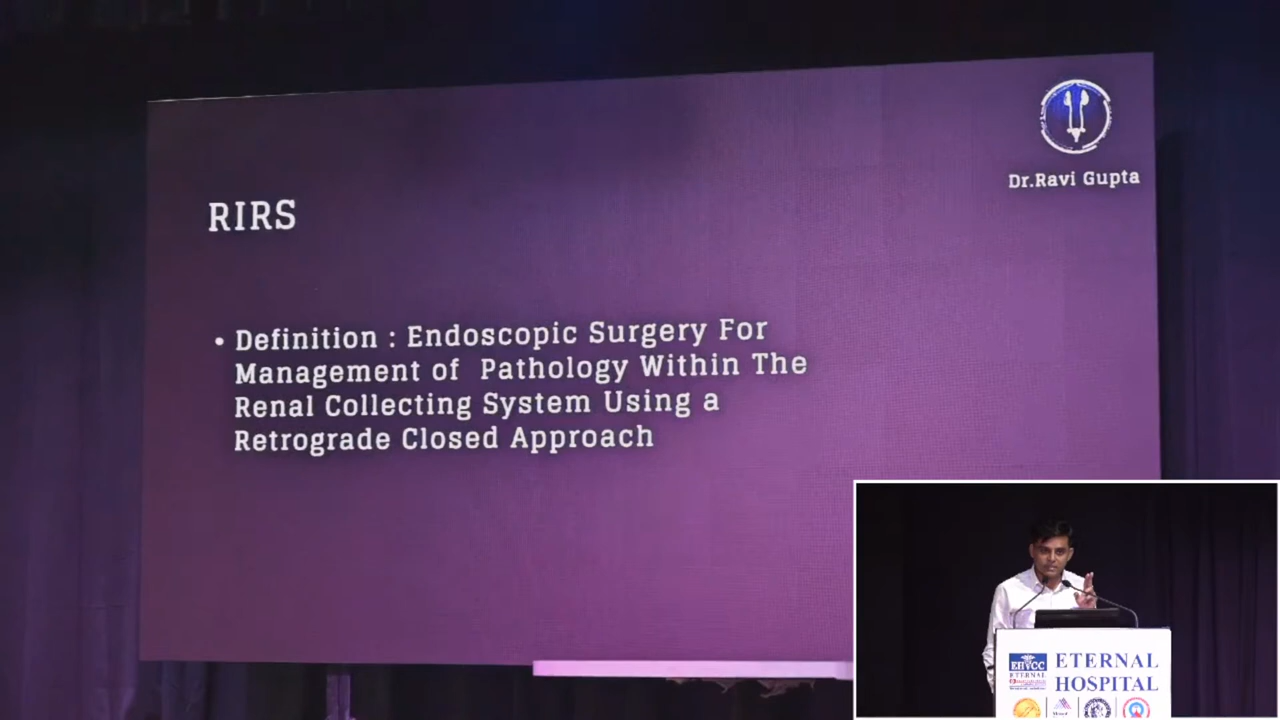 Dr.Ravi Gupta
RIRS
• Definition : Endoscopic Surgery For
Management of Pathology Within The
Renal Collecting System Using a
Retrograde Closed Approach
EHVCC
ETERNAL
ETERNAL
HOSPITAL